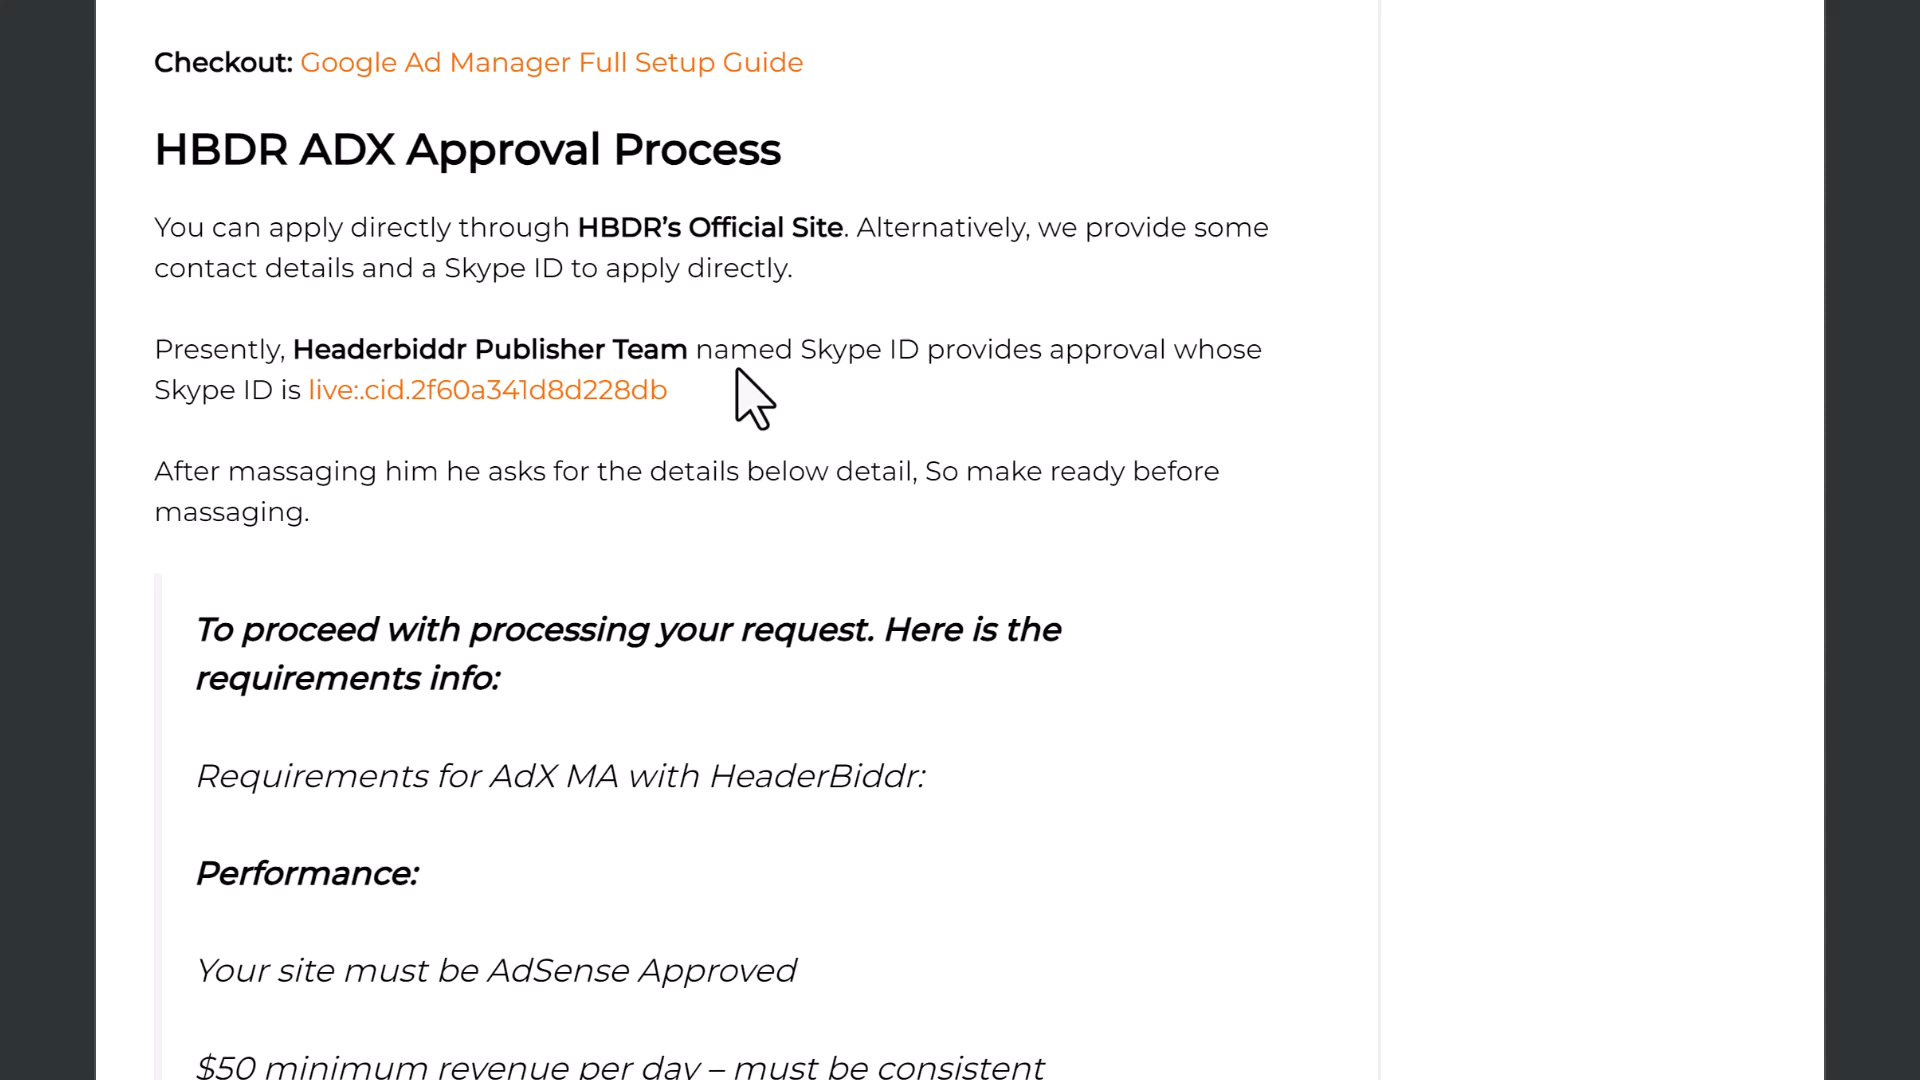 Checkout: Google Ad Manager Full Setup Guide
HBDR ADX Approval Process
You can apply directly through HBDR’s Official Site. Alternatively, we provide some
contact details and a Skype ID to apply directly.
Presently, Headerbiddr Publisher Team named Skype ID provides approval whose
Skype ID is live:.cid.2f60a341d8d228db
After massaging him he asks for the details below detail, So make ready before
massaging.
To proceed with processing your request. Here is the
requirements info:
Requirements for AdX MA with HeaderBiddr:
Performance:
Your site must be AdSense Approved
$50 minimum revenue per day – must be consistent